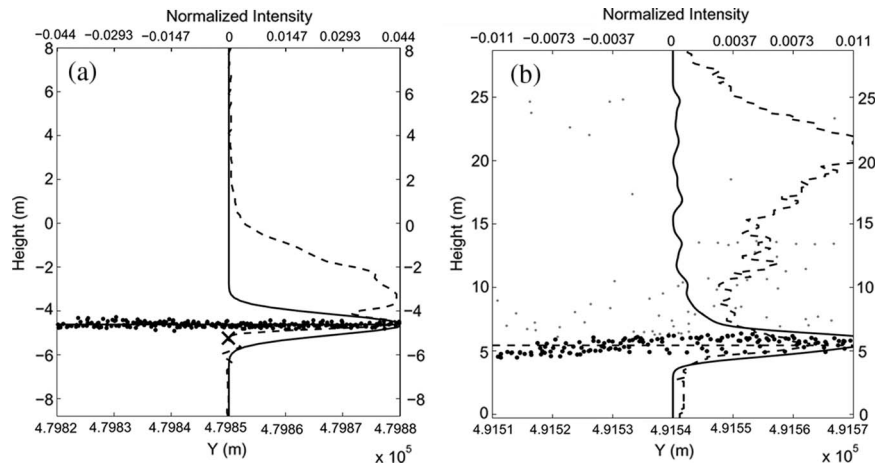 Normalized Intensity
−0.044 −0.0293 −0.0147 0 0.0147 0.0293 0.044
(a)
8 8
6 6
4 4
2 2
0 0
−2 −2
−4 −4
−6 −6
−8 −8
Height (m)
4.7982 4.7983 4.7984 4.7985 4.7986 4.7987 4.7988
Y (m)
x 10⁵
Normalized Intensity
−0.011 −0.0073 −0.0037 0 0.0037 0.0073 0.011
(b)
25 25
20 20
15 15
10 10
5 5
0 0
Height (m)
4.9151 4.9152 4.9153 4.9154 4.9155 4.9156 4.9157
Y (m)
x 10⁵